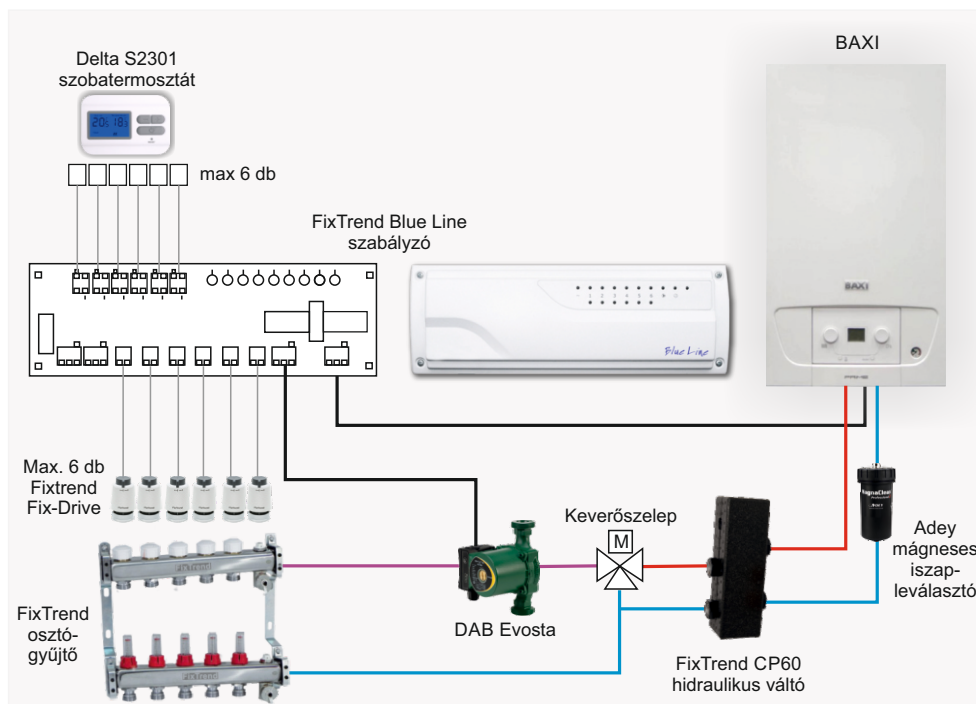 Delta S2301
szobatermosztát
BAXI
max 6 db
FixTrend Blue Line
szabályzó
BAXI
Blue Line
Max. 6 db
Fixtrend
Fix-Drive
Keverőszelep
M
Adey
mágneses
iszap-
leválasztó
FixTrend
osztó-
gyűjtő
DAB Evosta
FixTrend CP60
hidraulikus váltó